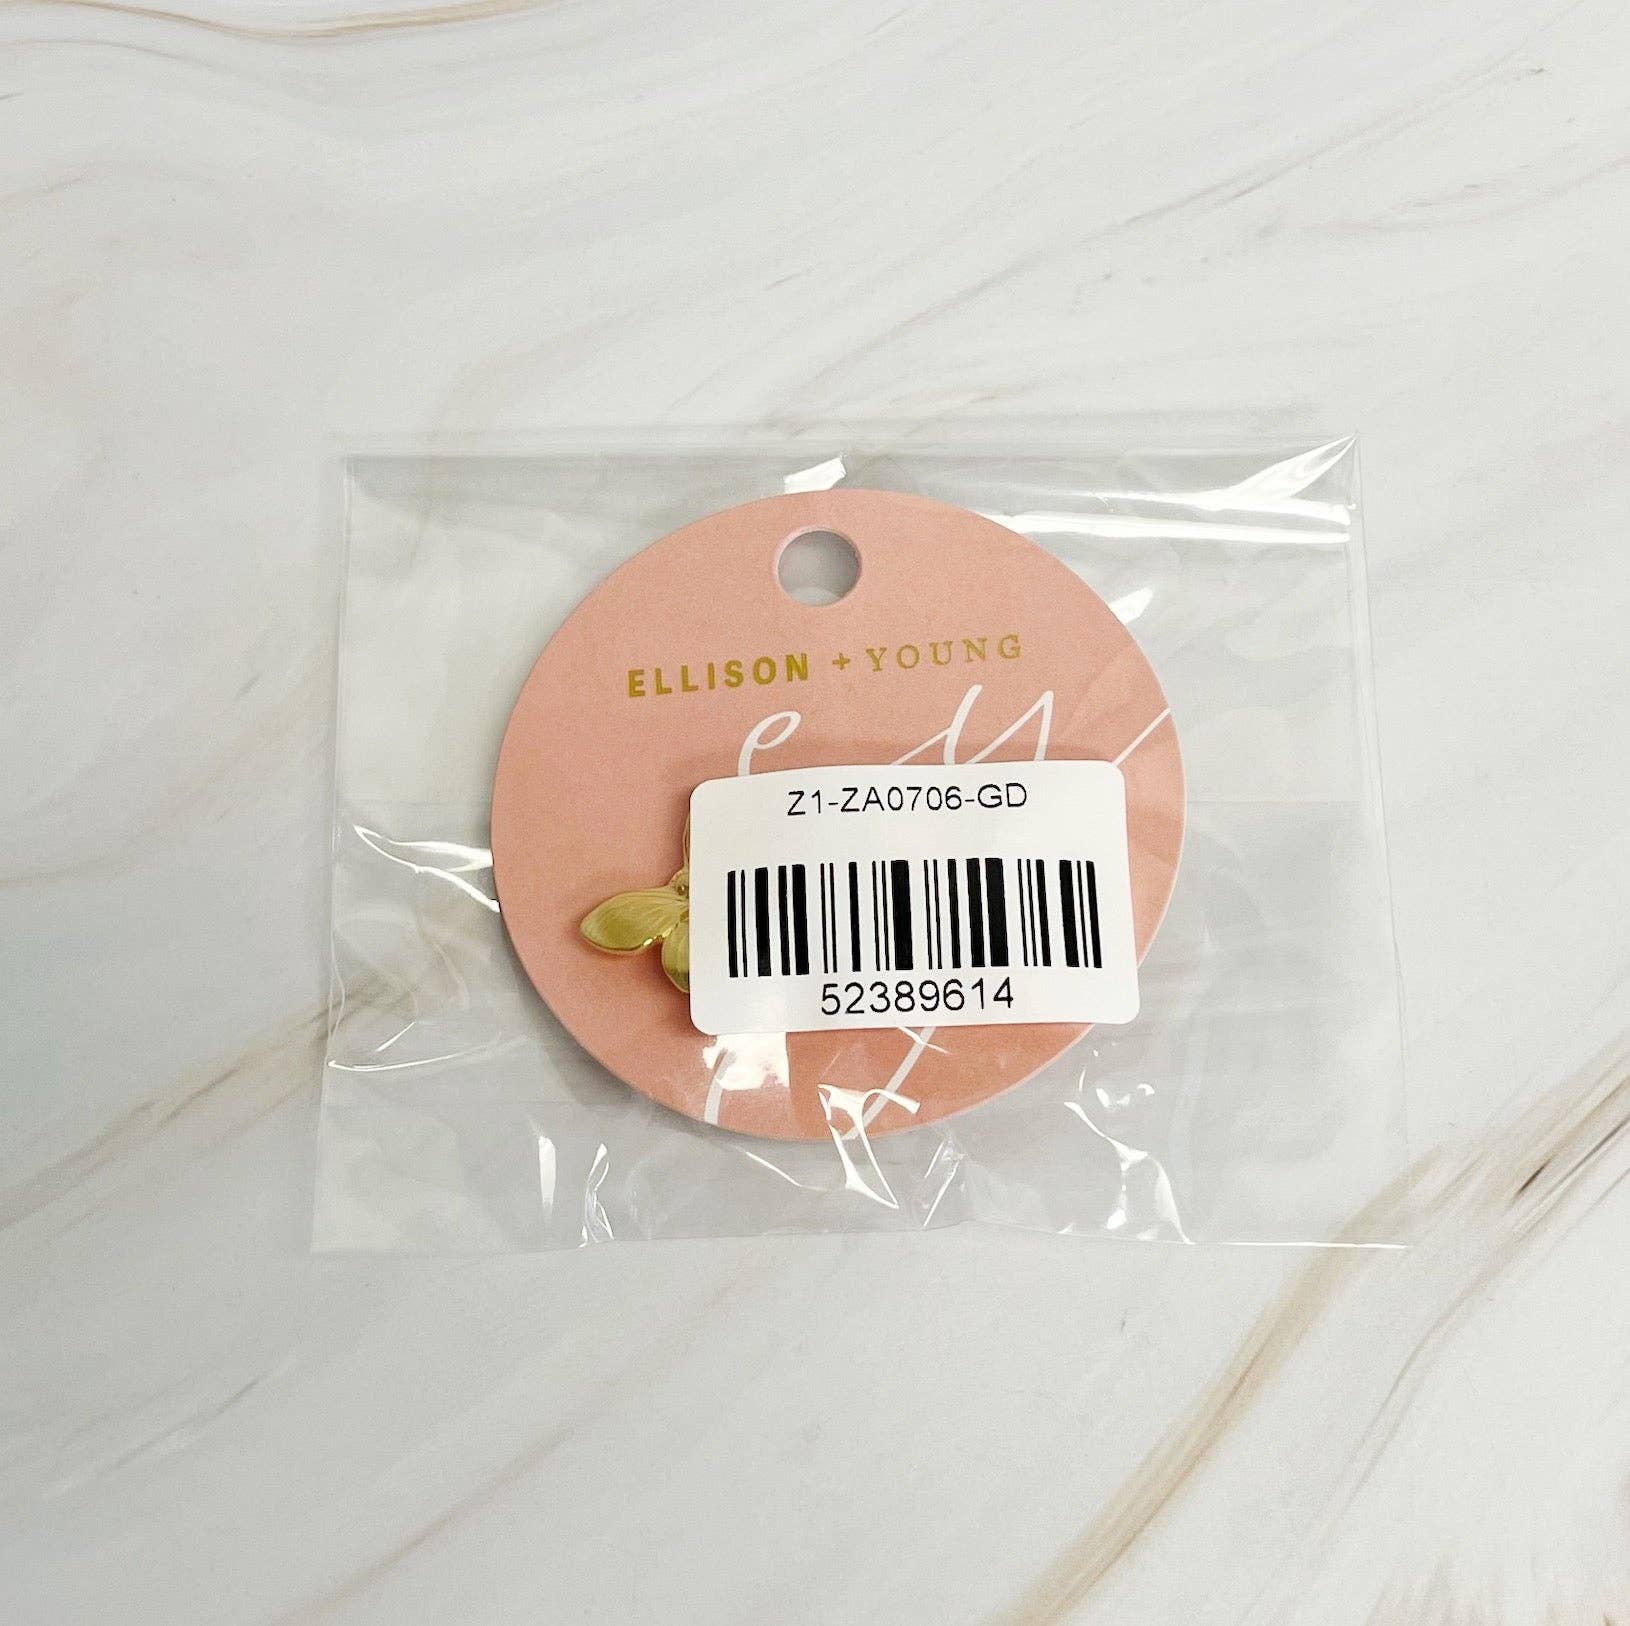 ELLISON + YOUNG
e y
Z1-ZA0706-GD
52389614